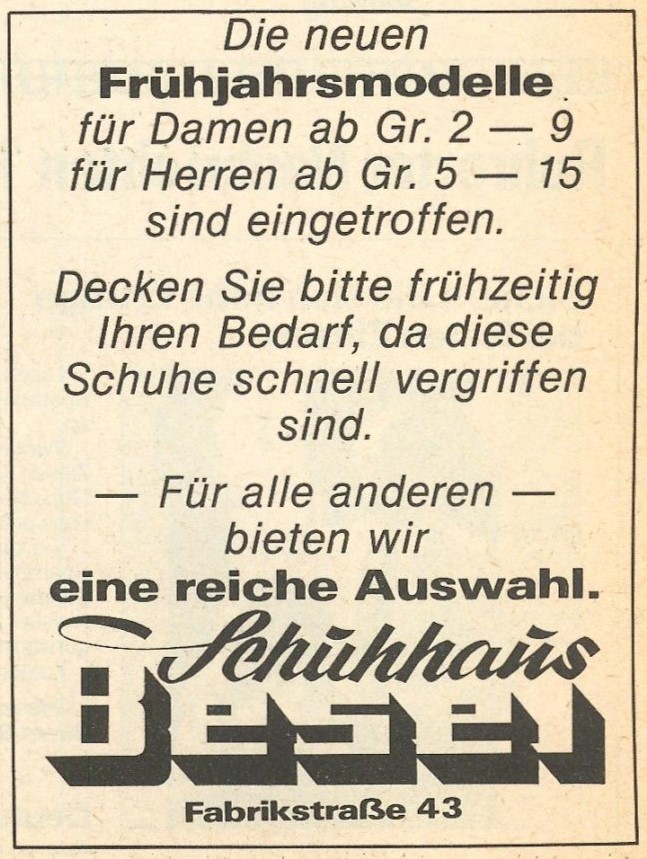 Die neuen
Frühjahrsmodelle
für Damen ab Gr. 2 — 9
für Herren ab Gr. 5 — 15
sind eingetroffen.
Decken Sie bitte frühzeitig
Ihren Bedarf, da diese
Schuhe schnell vergriffen
sind.
— Für alle anderen —
bieten wir
eine reiche Auswahl.
Schuhhaus
Besel
Fabrikstraße 43